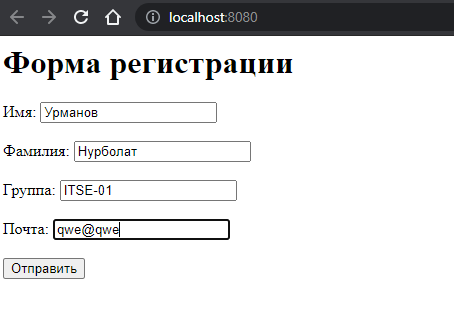 localhost:8080
Форма регистрации
Имя: Урманов
Фамилия: Нурболат
Группа: ITSE-01
Почта: qwe@qwe
Отправить